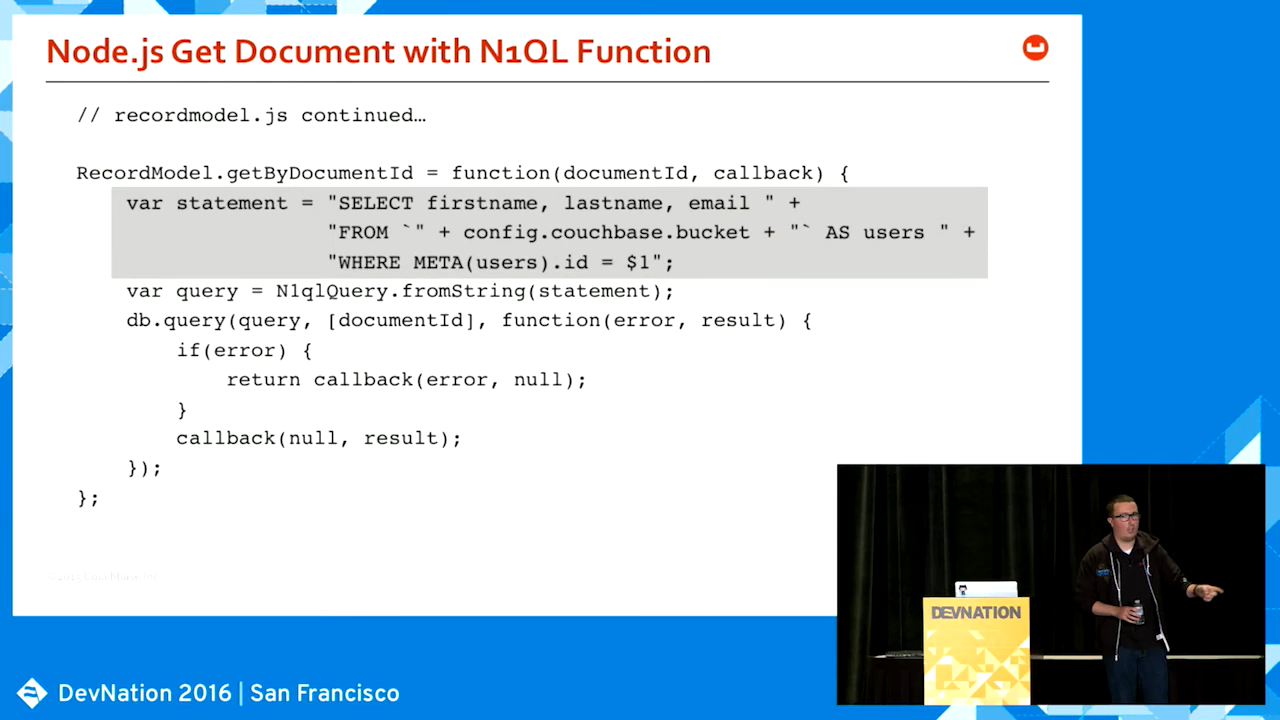 Node.js Get Document with N1QL Function
// recordmodel.js continued…
RecordModel.getByDocumentId = function(documentId, callback) {
var statement = "SELECT firstname, lastname, email " +
"FROM `" + config.couchbase.bucket + "` AS users " +
"WHERE META(users).id = $1";
var query = N1qlQuery.fromString(statement);
db.query(query, [documentId], function(error, result) {
if(error) {
return callback(error, null);
}
callback(null, result);
});
};
DEVNATION
DevNation 2016 | San Francisco